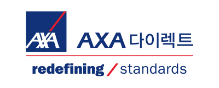 AXA AXA 다이렉트
redefining / standards